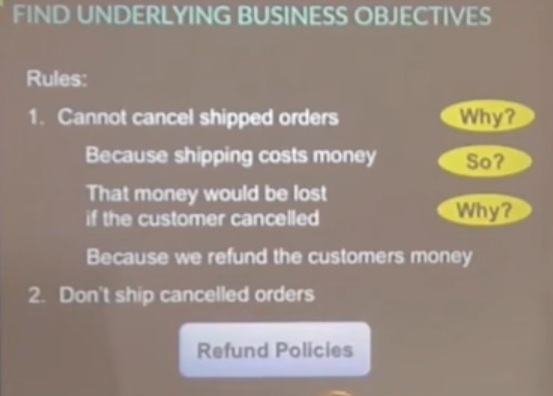 FIND UNDERLYING BUSINESS OBJECTIVES
Rules:
1. Cannot cancel shipped orders
Why?
Because shipping costs money
So?
That money would be lost
if the customer cancelled
Why?
Because we refund the customers money
2. Don't ship cancelled orders
Refund Policies